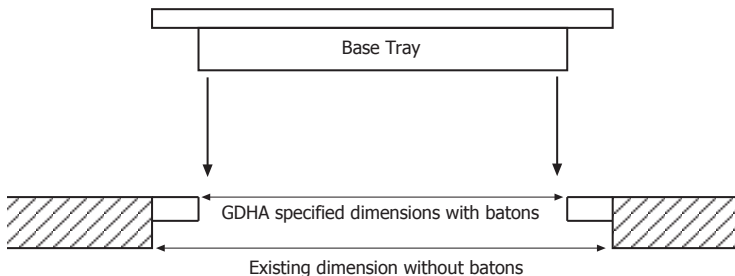 Base Tray
GDHA specified dimensions with batons
Existing dimension without batons